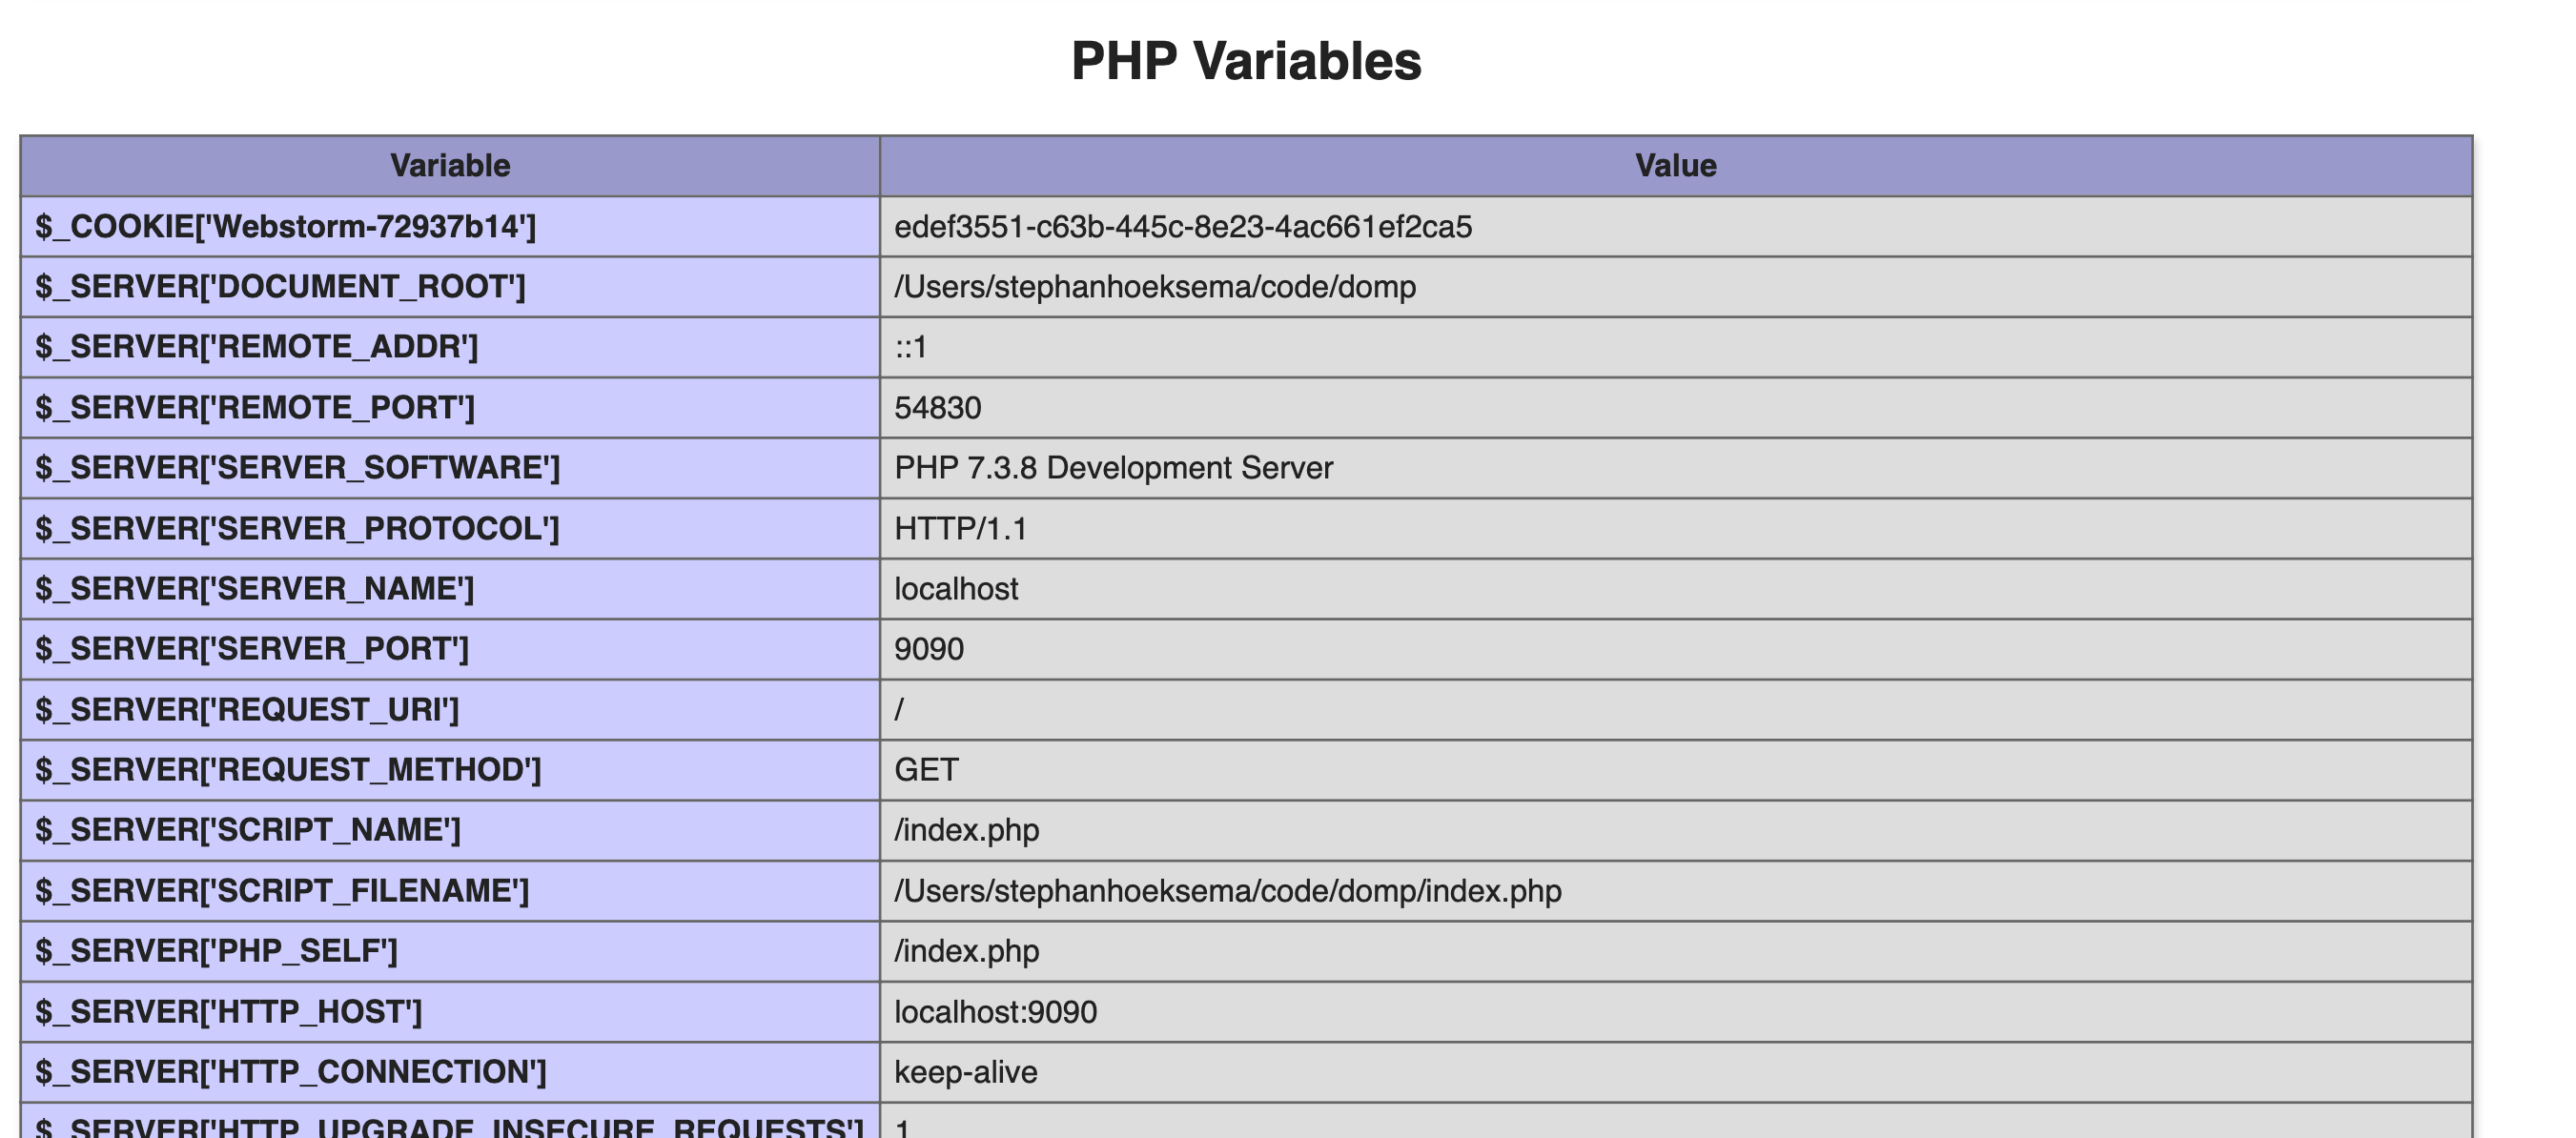 PHP Variables
Variable Value
$_COOKIE['Webstorm-72937b14'] edef3551-c63b-445c-8e23-4ac661ef2ca5
$_SERVER['DOCUMENT_ROOT'] /Users/stephanhoeksema/code/domp
$_SERVER['REMOTE_ADDR'] ::1
$_SERVER['REMOTE_PORT'] 54830
$_SERVER['SERVER_SOFTWARE'] PHP 7.3.8 Development Server
$_SERVER['SERVER_PROTOCOL'] HTTP/1.1
$_SERVER['SERVER_NAME'] localhost
$_SERVER['SERVER_PORT'] 9090
$_SERVER['REQUEST_URI'] /
$_SERVER['REQUEST_METHOD'] GET
$_SERVER['SCRIPT_NAME'] /index.php
$_SERVER['SCRIPT_FILENAME'] /Users/stephanhoeksema/code/domp/index.php
$_SERVER['PHP_SELF'] /index.php
$_SERVER['HTTP_HOST'] localhost:9090
$_SERVER['HTTP_CONNECTION'] keep-alive
$_SERVER['HTTP_UPGRADE_INSECURE_REQUESTS'] 1